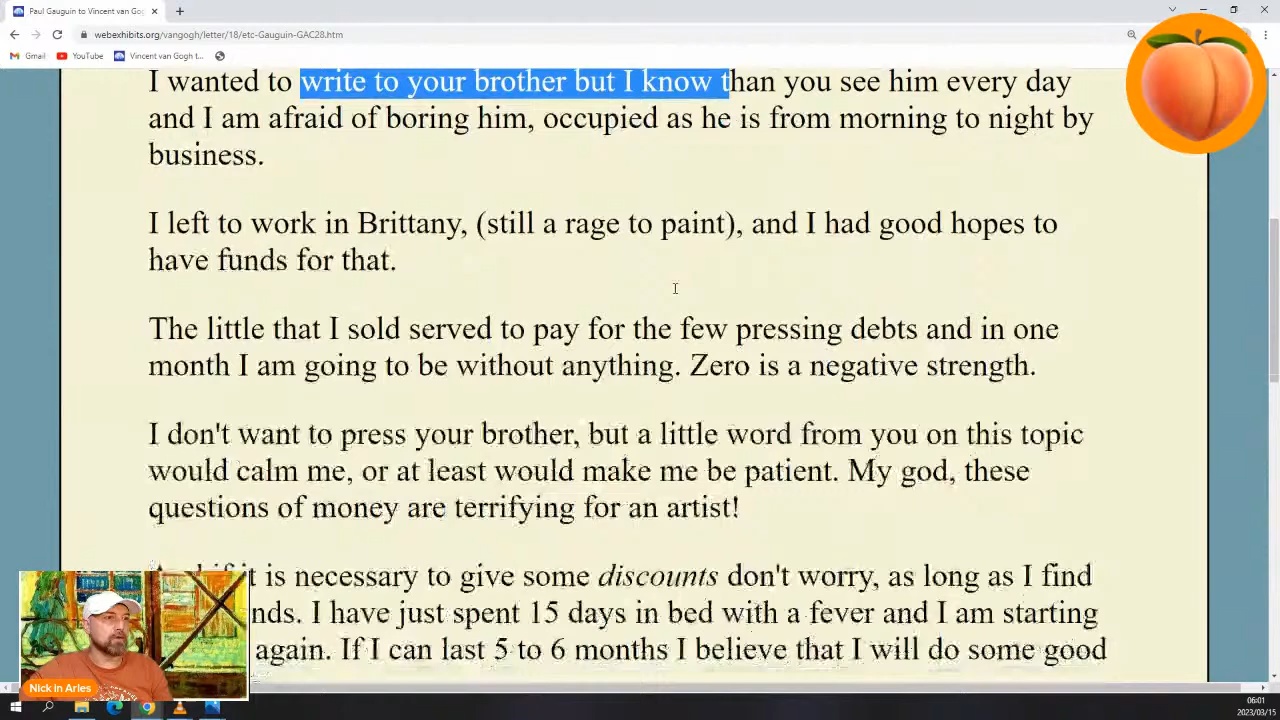 Paul Gauguin to Vincent van Gog
webexhibits.org/vangogh/letter/18/etc-Gauguin-GAC28.htm
Gmail
YouTube
Vincent van Gogh t...
I wanted to write to your brother but I know than you see him every day
and I am afraid of boring him, occupied as he is from morning to night by
business.
I left to work in Brittany, (still a rage to paint), and I had good hopes to
have funds for that.
The little that I sold served to pay for the few pressing debts and in one
month I am going to be without anything. Zero is a negative strength.
I don't want to press your brother, but a little word from you on this topic
would calm me, or at least would make me be patient. My god, these
questions of money are terrifying for an artist!
it is necessary to give some discounts don't worry, as long as I find
I have just spent 15 days in bed with a fever and I am starting
again. If I can last 5 to 6 months I believe that I will do some good
Nick in Arles
06:01
2023/03/15